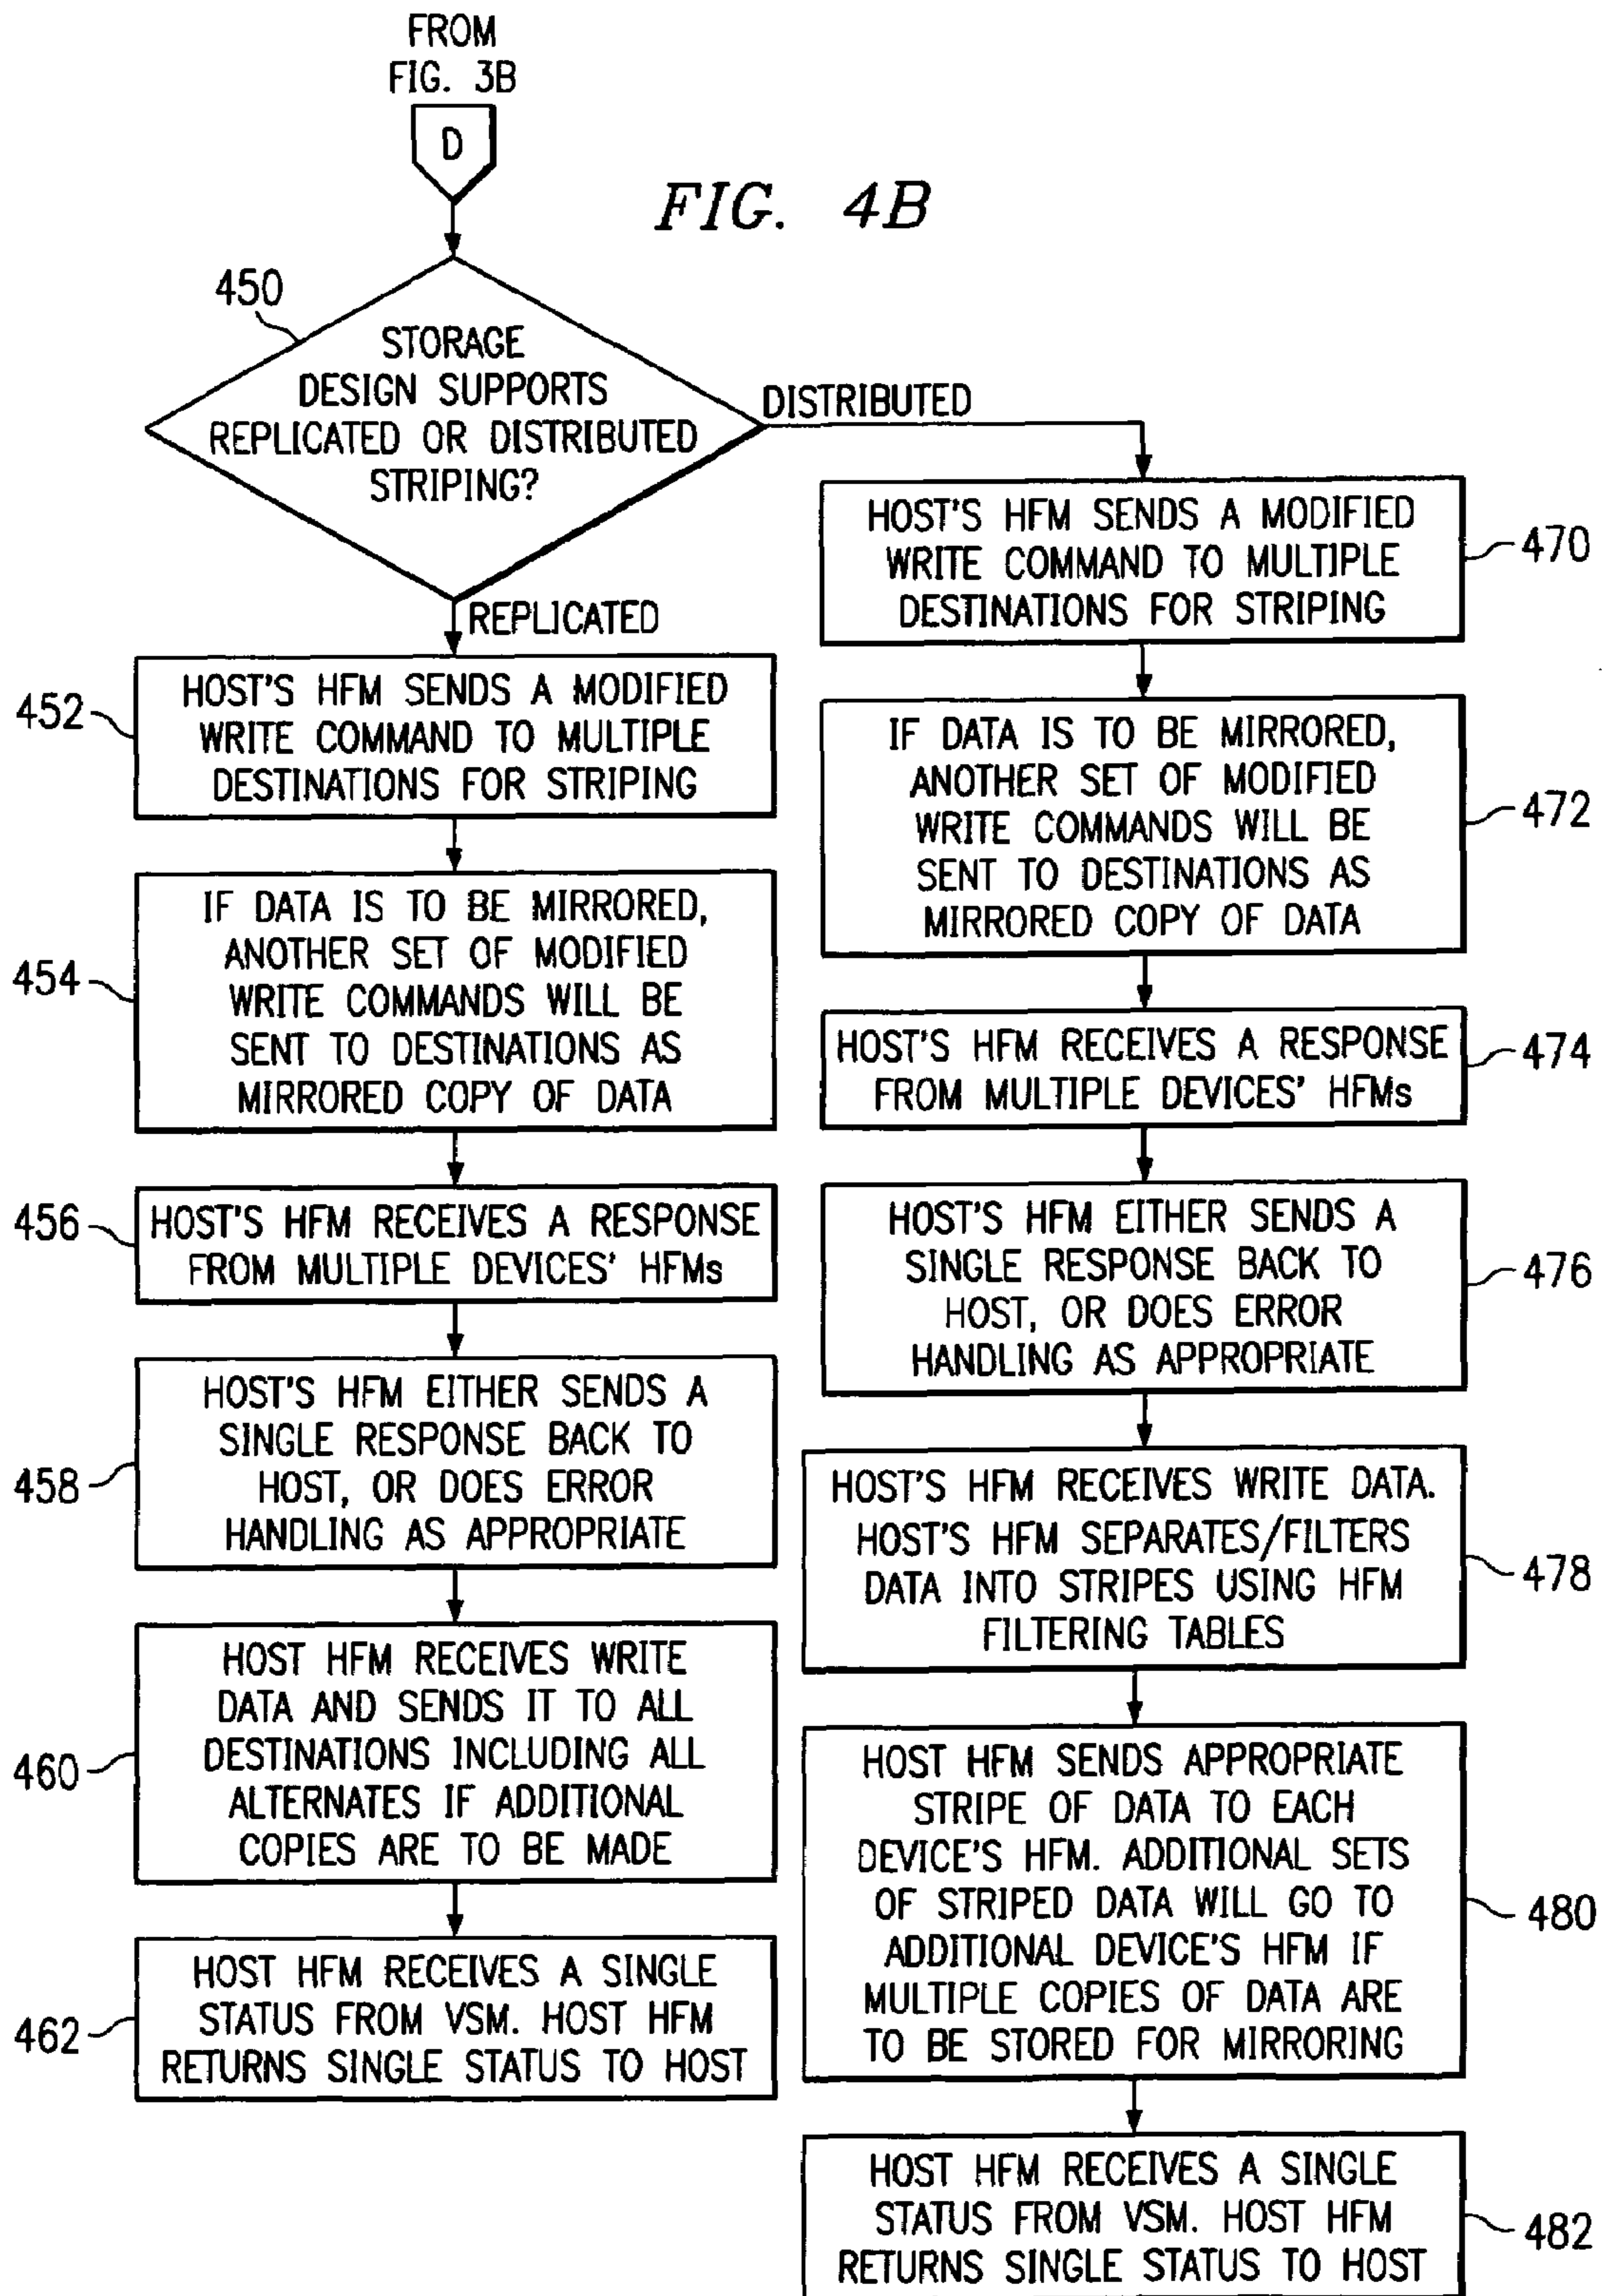 FROM
FIG. 3B
D
FIG. 4B
450
STORAGE
DESIGN SUPPORTS
REPLICATED OR DISTRIBUTED
STRIPING?
DISTRIBUTED
REPLICATED
452
HOST'S HFM SENDS A MODIFIED
WRITE COMMAND TO MULTIPLE
DESTINATIONS FOR STRIPING
454
IF DATA IS TO BE MIRRORED,
ANOTHER SET OF MODIFIED
WRITE COMMANDS WILL BE
SENT TO DESTINATIONS AS
MIRRORED COPY OF DATA
456
HOST'S HFM RECEIVES A RESPONSE
FROM MULTIPLE DEVICES' HFMs
458
HOST'S HFM EITHER SENDS A
SINGLE RESPONSE BACK TO
HOST, OR DOES ERROR
HANDLING AS APPROPRIATE
460
HOST HFM RECEIVES WRITE
DATA AND SENDS IT TO ALL
DESTINATIONS INCLUDING ALL
ALTERNATES IF ADDITIONAL
COPIES ARE TO BE MADE
462
HOST HFM RECEIVES A SINGLE
STATUS FROM VSM. HOST HFM
RETURNS SINGLE STATUS TO HOST
HOST'S HFM SENDS A MODIFIED
WRITE COMMAND TO MULTIPLE
DESTINATIONS FOR STRIPING
470
IF DATA IS TO BE MIRRORED,
ANOTHER SET OF MODIFIED
WRITE COMMANDS WILL BE
SENT TO DESTINATIONS AS
MIRRORED COPY OF DATA
472
HOST'S HFM RECEIVES A RESPONSE
FROM MULTIPLE DEVICES' HFMs
474
HOST'S HFM EITHER SENDS A
SINGLE RESPONSE BACK TO
HOST, OR DOES ERROR
HANDLING AS APPROPRIATE
476
HOST'S HFM RECEIVES WRITE DATA.
HOST'S HFM SEPARATES/FILTERS
DATA INTO STRIPES USING HFM
FILTERING TABLES
478
HOST HFM SENDS APPROPRIATE
STRIPE OF DATA TO EACH
DEVICE'S HFM. ADDITIONAL SETS
OF STRIPED DATA WILL GO TO
ADDITIONAL DEVICE'S HFM IF
MULTIPLE COPIES OF DATA ARE
TO BE STORED FOR MIRRORING
480
HOST HFM RECEIVES A SINGLE
STATUS FROM VSM. HOST HFM
RETURNS SINGLE STATUS TO HOST
482